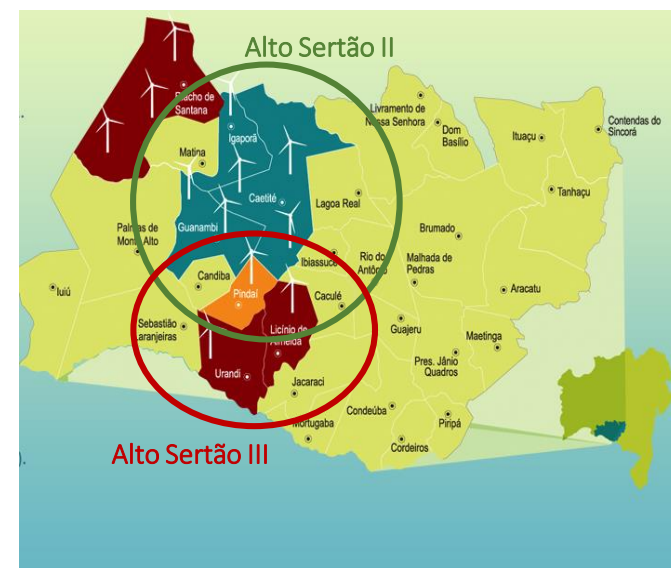 Alto Sertão II
Riacho de
Santana
Livramento de
Nossa Senhora
Dom
Basílio
Ituaçu
Contendas do
Sincorá
Igaporã
Matina
Caetité
Lagoa Real
Tanhaçu
Guanambi
Palmas de
Monte Alto
Brumado
Ibiassucê
Rio do
Antônio
Malhada de
Pedras
Iuiú
Candiba
Pindaí
Caculé
Aracatu
Sebastião
Laranjeiras
Licínio de
Almeida
Guajeru
Maetinga
Urandi
Pres. Jânio
Quadros
Jacaraci
Condeúba
Piripá
Mortugaba
Cordeiros
Alto Sertão III
).